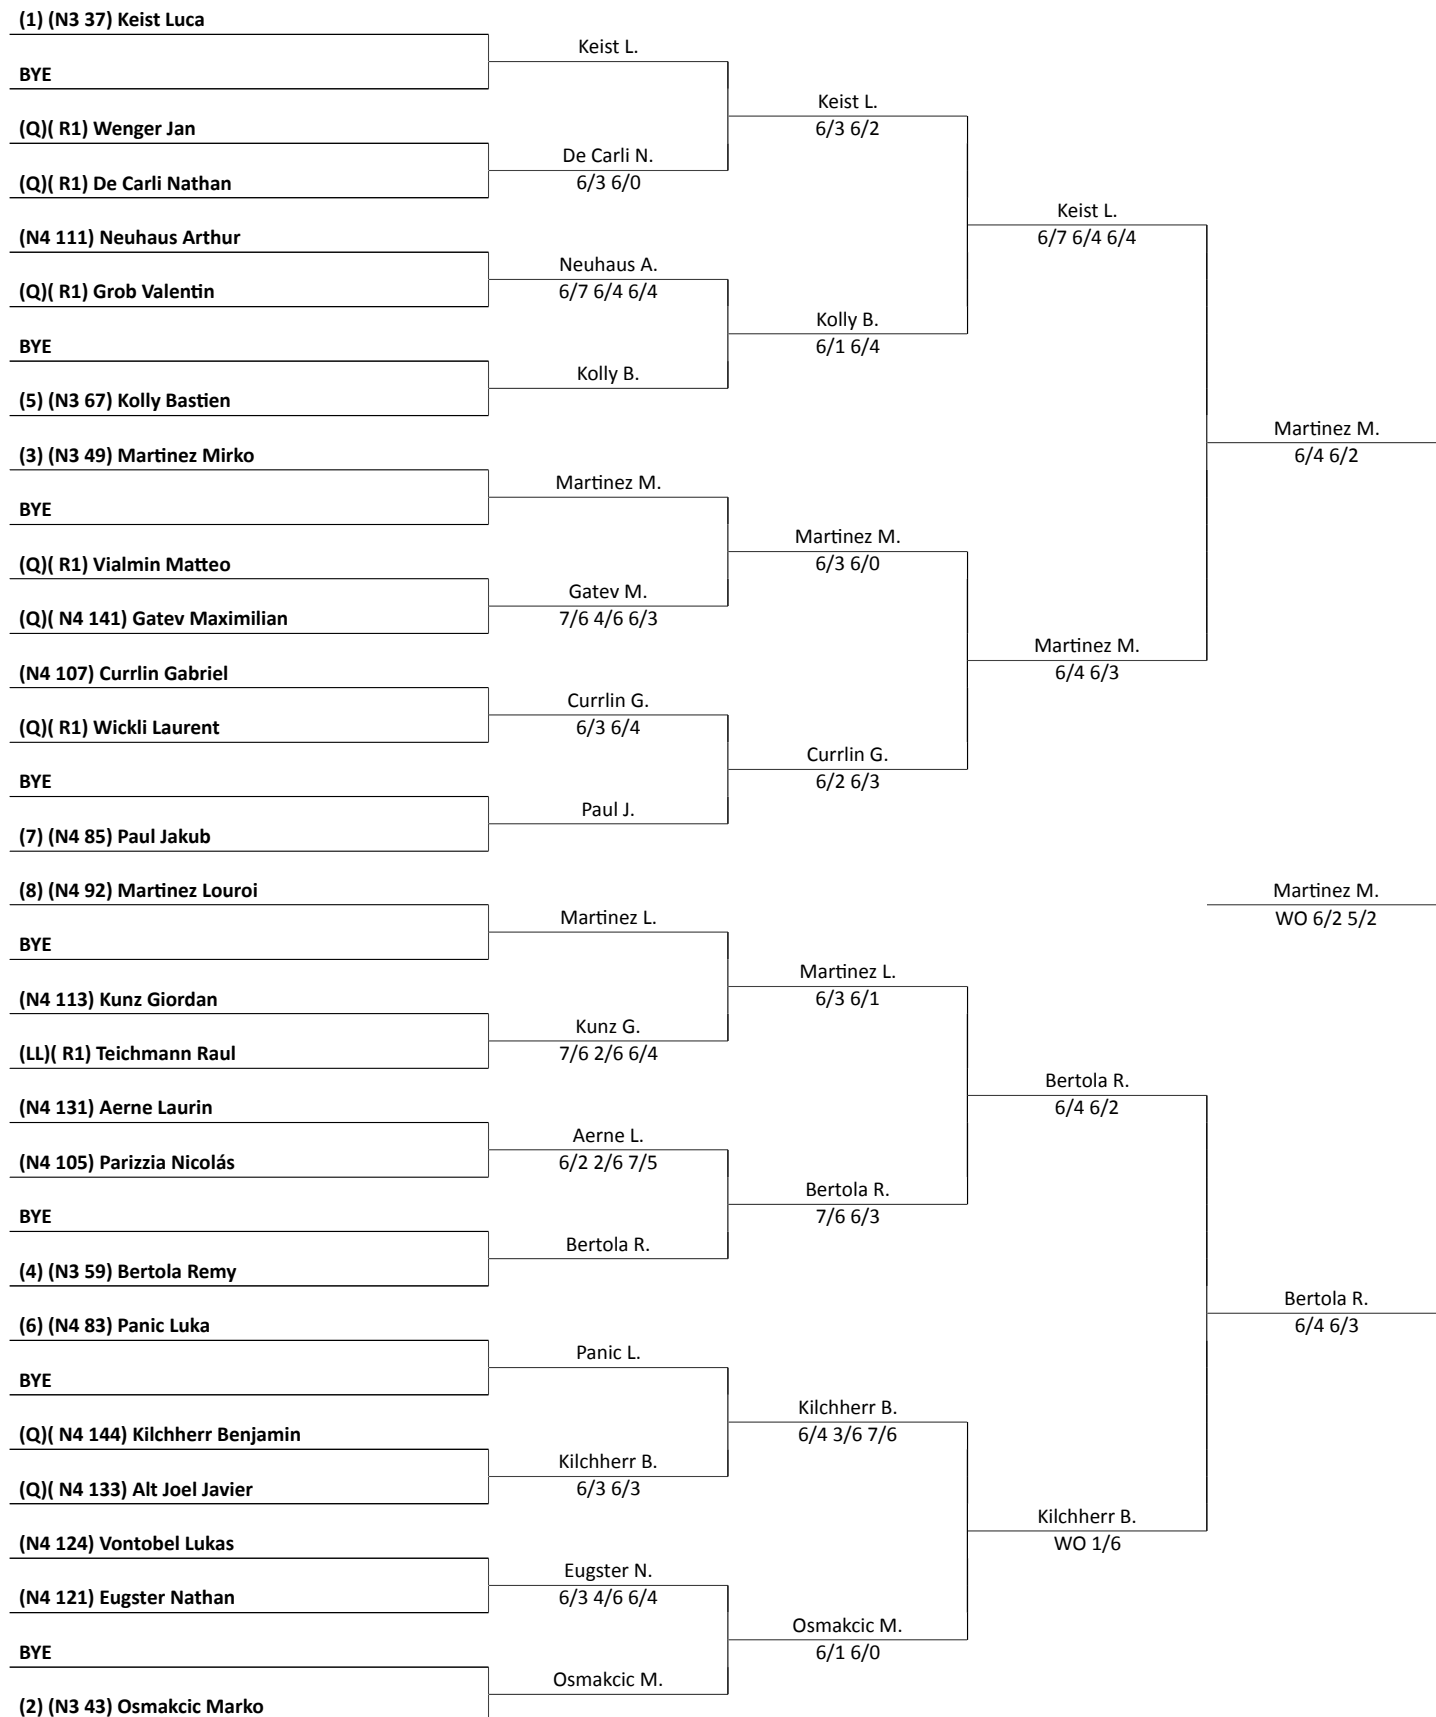 (1) (N3 37) Keist Luca
BYE
(Q)( R1) Wenger Jan
(Q)( R1) De Carli Nathan
(N4 111) Neuhaus Arthur
(Q)( R1) Grob Valentin
BYE
(5) (N3 67) Kolly Bastien
(3) (N3 49) Martinez Mirko
BYE
(Q)( R1) Vialmin Matteo
(Q)( N4 141) Gatev Maximilian
(N4 107) Currlin Gabriel
(Q)( R1) Wickli Laurent
BYE
(7) (N4 85) Paul Jakub
(8) (N4 92) Martinez Louroi
BYE
(N4 113) Kunz Giordan
(LL)( R1) Teichmann Raul
(N4 131) Aerne Laurin
(N4 105) Parizzia Nicolás
BYE
(4) (N3 59) Bertola Remy
(6) (N4 83) Panic Luka
BYE
(Q)( N4 144) Kilchherr Benjamin
(Q)( N4 133) Alt Joel Javier
(N4 124) Vontobel Lukas
(N4 121) Eugster Nathan
BYE
(2) (N3 43) Osmakcic Marko
Keist L.
De Carli N.
6/3 6/0
Neuhaus A.
6/7 6/4 6/4
Kolly B.
Martinez M.
Gatev M.
7/6 4/6 6/3
Currlin G.
6/3 6/4
Paul J.
Martinez L.
Kunz G.
7/6 2/6 6/4
Aerne L.
6/2 2/6 7/5
Bertola R.
Panic L.
Kilchherr B.
6/3 6/3
Eugster N.
6/3 4/6 6/4
Osmakcic M.
Keist L.
6/3 6/2
Kolly B.
6/1 6/4
Martinez M.
6/3 6/0
Currlin G.
6/2 6/3
Martinez L.
6/3 6/1
Bertola R.
7/6 6/3
Kilchherr B.
6/4 3/6 7/6
Osmakcic M.
6/1 6/0
Keist L.
6/7 6/4 6/4
Martinez M.
6/4 6/3
Bertola R.
6/4 6/2
Kilchherr B.
WO 1/6
Martinez M.
6/4 6/2
Martinez M.
WO 6/2 5/2
Bertola R.
6/4 6/3